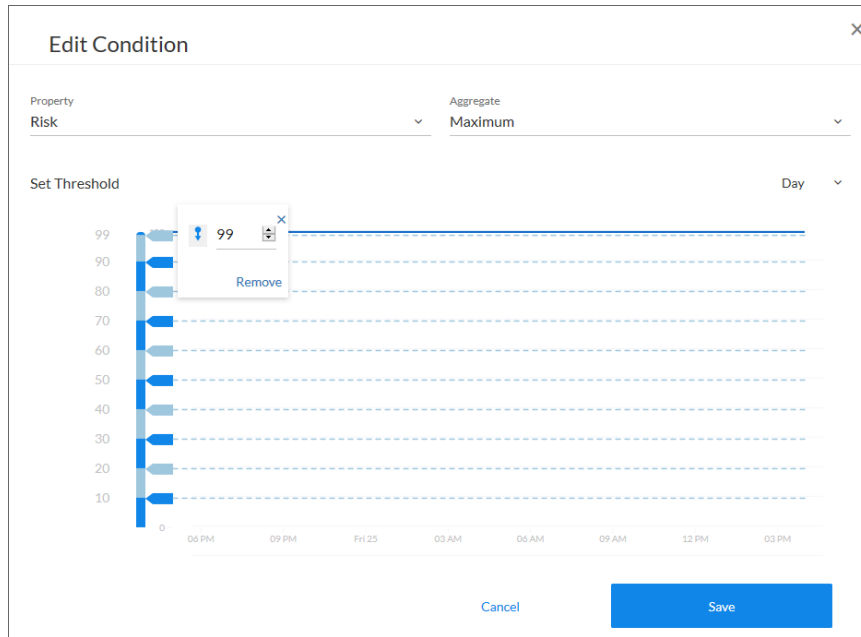 Edit Condition
Property
Aggregate
Risk
Maximum
Set Threshold
Day
99
99
90
Remove
80
70
60
50
40
30
20
10
0
06 PM 09 PM Fri 25 03 AM 06 AM 09 AM 12 PM 03 PM
Cancel
Save